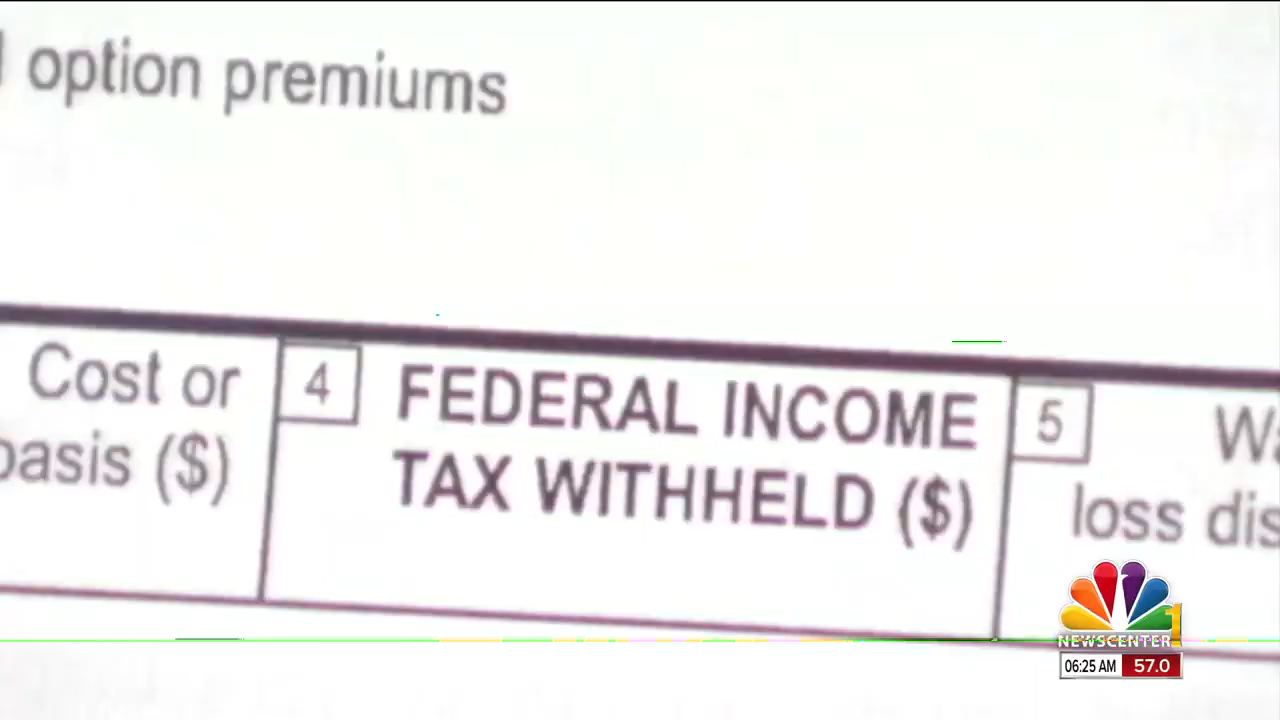 option premiums
Cost or
basis ($)
4
FEDERAL INCOME
TAX WITHHELD ($)
5
loss
NEWSCENTER 1
06:25 AM 57.0